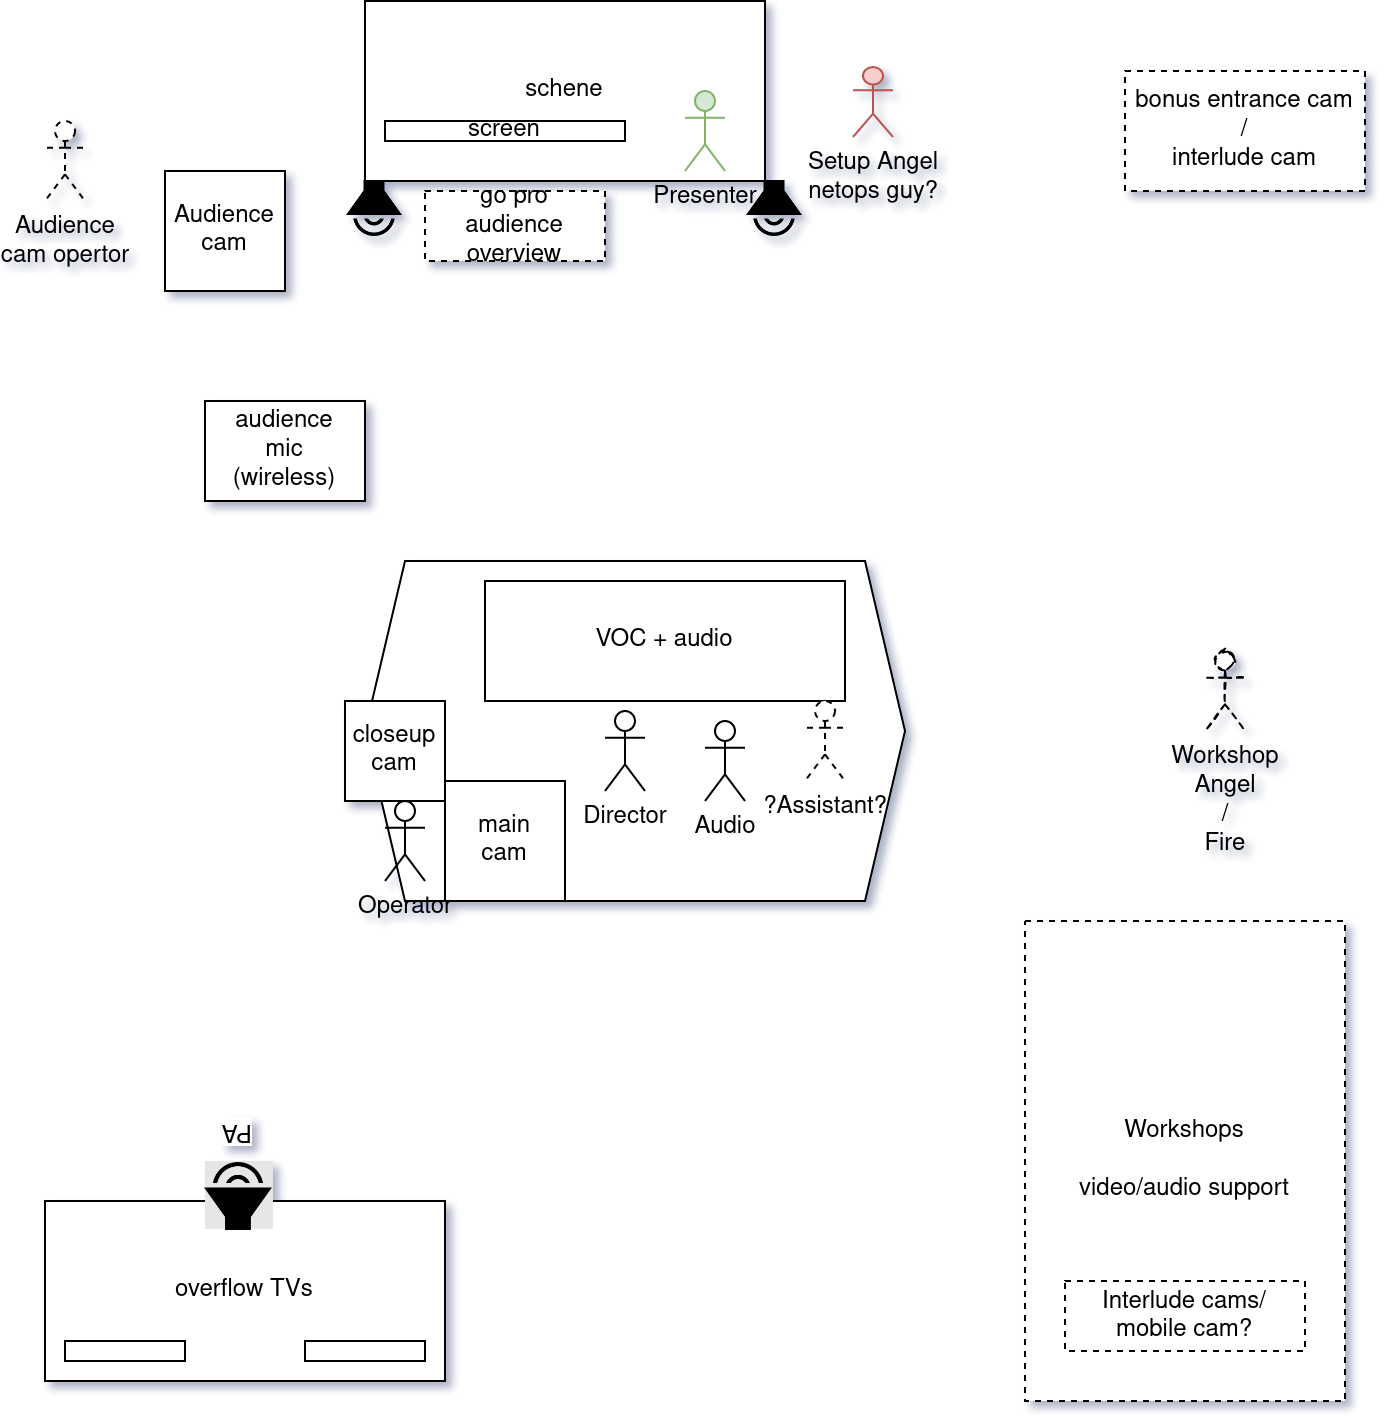 schene
screen
Presenter
Setup Angel
netops guy?
bonus entrance cam
/
interlude cam
Audience
cam opertor
Audience
cam
go pro
audience
overview
audience
mic
(wireless)
VOC + audio
closeup
cam
Operator
main
cam
Director
Audio
?Assistant?
Workshop
Angel
/
Fire
PA
overflow TVs
Workshops
video/audio support
Interlude cams/
mobile cam?